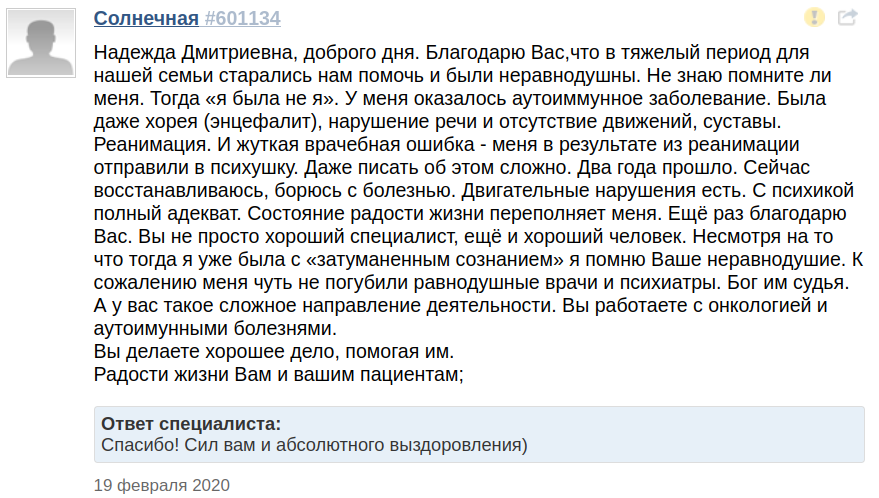 Солнечная #601134
Надежда Дмитриевна, доброго дня. Благодарю Вас,что в тяжелый период для
нашей семьи старались нам помочь и были неравнодушны. Не знаю помните ли
меня. Тогда «я была не я». У меня оказалось аутоиммунное заболевание. Была
даже хорея (энцефалит), нарушение речи и отсутствие движений, суставы.
Реанимация. И жуткая врачебная ошибка - меня в результате из реанимации
отправили в психушку. Даже писать об этом сложно. Два года прошло. Сейчас
восстанавливаюсь, борюсь с болезнью. Двигательные нарушения есть. С психикой
полный адекват. Состояние радости жизни переполняет меня. Ещё раз благодарю
Вас. Вы не просто хороший специалист, ещё и хороший человек. Несмотря на то
что тогда я уже была с «затуманенным сознанием» я помню Ваше неравнодушие. К
сожалению меня чуть не погубили равнодушные врачи и психиатры. Бог им судья.
А у вас такое сложное направление деятельности. Вы работаете с онкологией и
аутоимунными болезнями.
Вы делаете хорошее дело, помогая им.
Радости жизни Вам и вашим пациентам;
Ответ специалиста:
Спасибо! Сил вам и абсолютного выздоровления)
19 февраля 2020